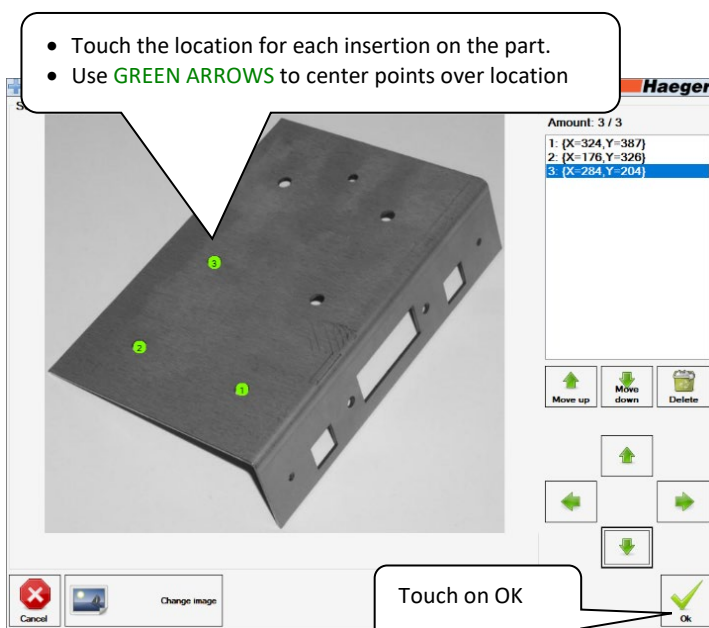 • Touch the location for each insertion on the part.
• Use GREEN ARROWS to center points over location
Haeger
S
Amount: 3 / 3
1: {X=324,Y=387}
2: {X=176,Y=326}
3: {X=284,Y=204}
3
2
1
Move up
Move down
Delete
Cancel
Change image
Touch on OK
Ok